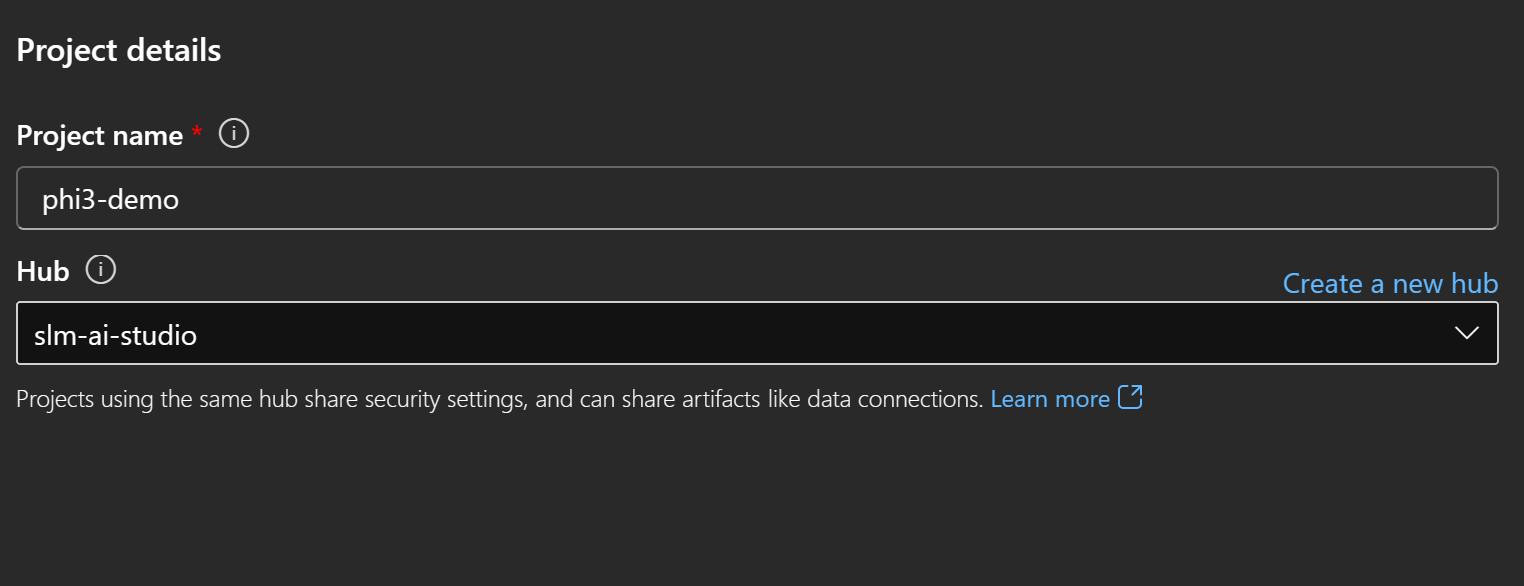 Project details
Project name *
phi3-demo
Hub
Create a new hub
slm-ai-studio
Projects using the same hub share security settings, and can share artifacts like data connections. Learn more